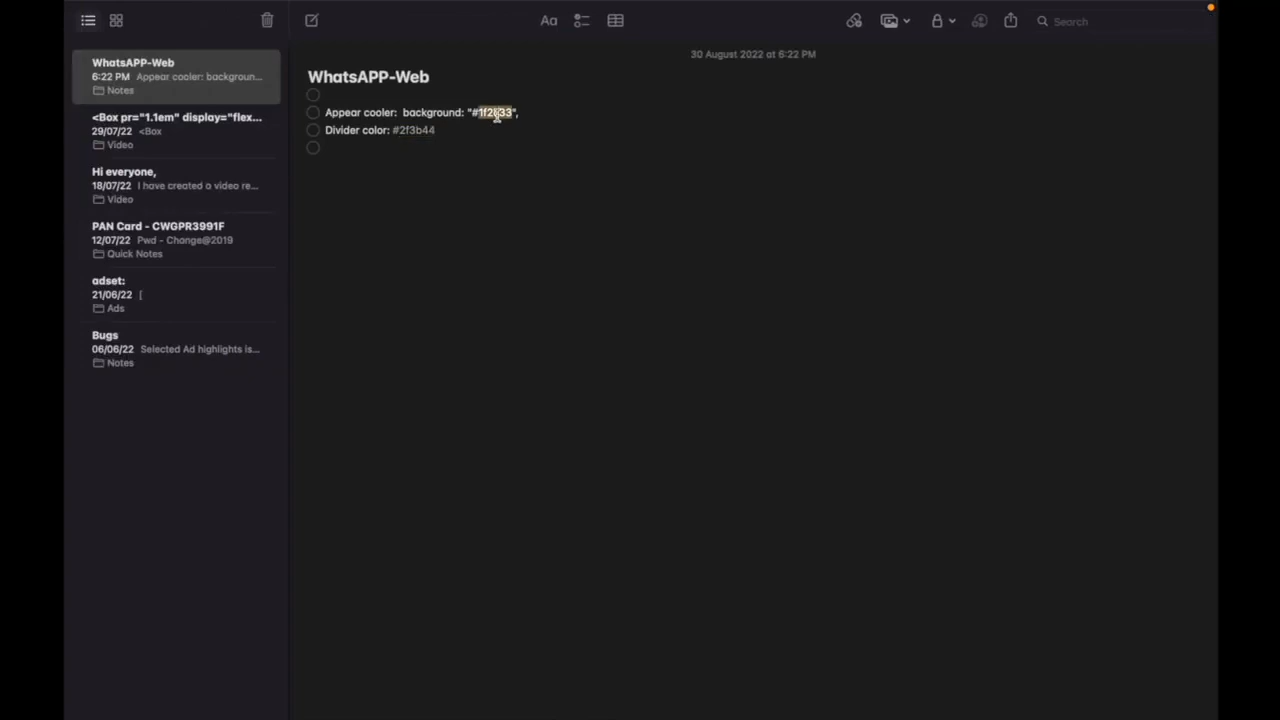 Search
WhatsAPP-Web
6:22 PM Appear cooler: backgroun...
Notes
<Box pr="1.1em" display="flex...
29/07/22 <Box
Video
Hi everyone,
18/07/22 I have created a video re...
Video
PAN Card - CWGPR3991F
12/07/22 Pwd - Change@2019
Quick Notes
adset:
21/06/22 [
Ads
Bugs
06/06/22 Selected Ad highlights is...
Notes
30 August 2022 at 6:22 PM
WhatsAPP-Web
Appear cooler: background: "#1f2833",
Divider color: #2f3b44